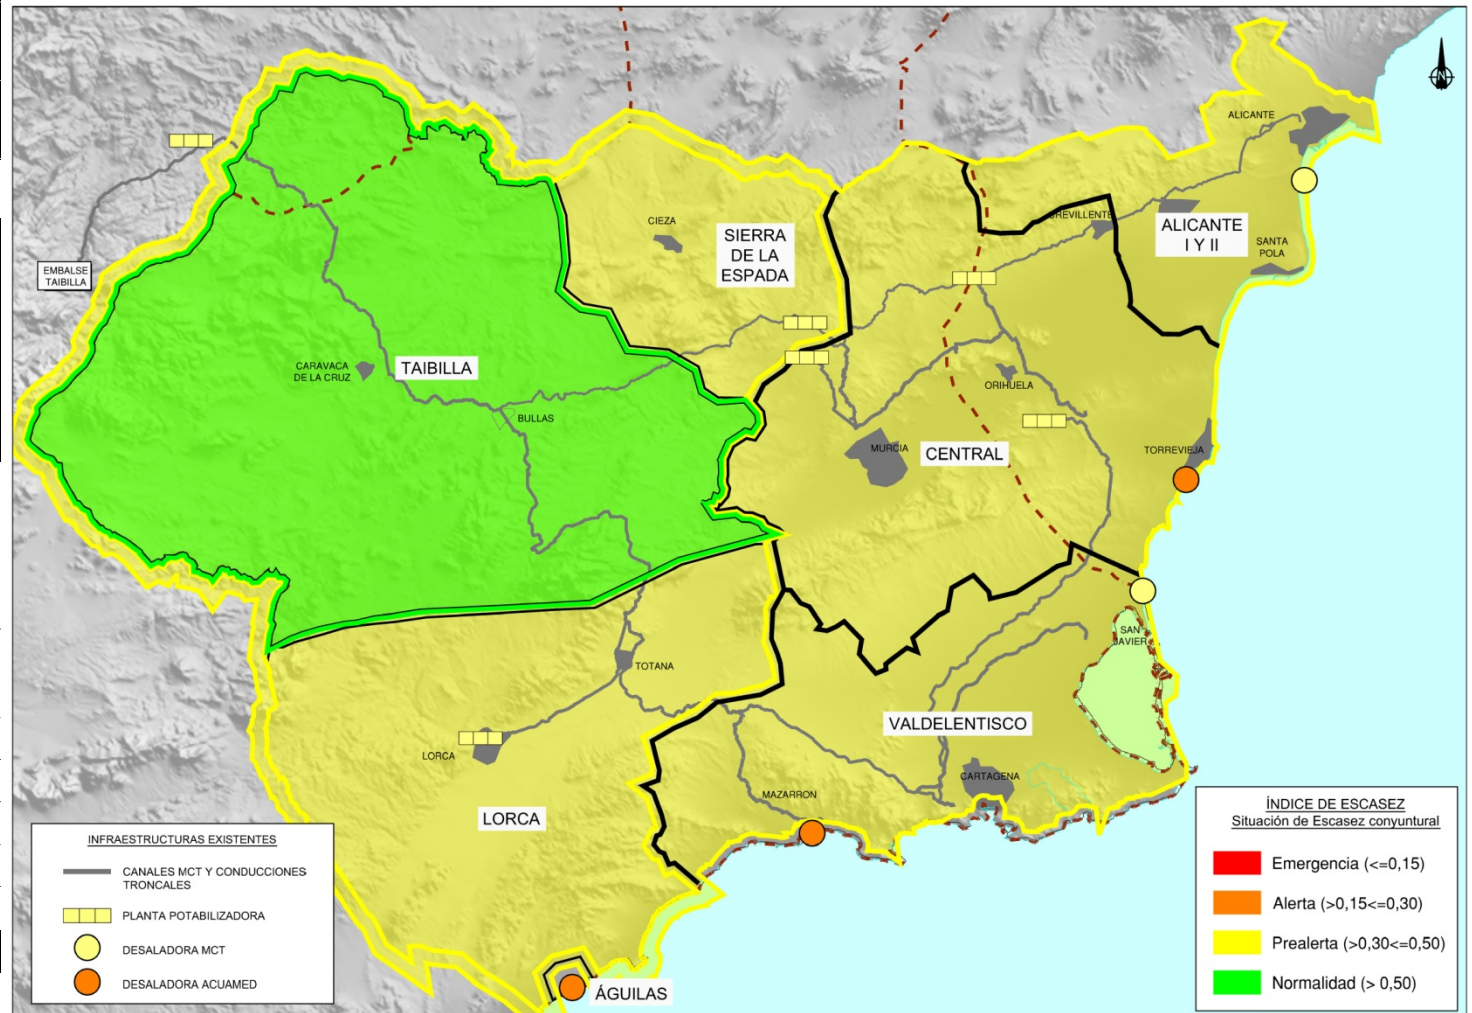 ALICANTE
CIEZA
SIERRA
DE LA
ESPADA
CREVILLENTE
ALICANTE
I Y II
SANTA
POLA
EMBALSE
TAIBILLA
CARAVACA
DE LA CRUZ
TAIBILLA
BULLAS
ORIHUELA
MURCIA
CENTRAL
TORREVIEJA
SAN
JAVIER
TOTANA
VALDELENTISCO
LORCA
CARTAGENA
MAZARRON
LORCA
ÁGUILAS
N
INFRAESTRUCTURAS EXISTENTES
CANALES MCT Y CONDUCCIONES
TRONCALES
PLANTA POTABILIZADORA
DESALADORA MCT
DESALADORA ACUAMED
ÍNDICE DE ESCASEZ
Situación de Escasez conyuntural
Emergencia (<=0,15)
Alerta (>0,15<=0,30)
Prealerta (>0,30<=0,50)
Normalidad (> 0,50)